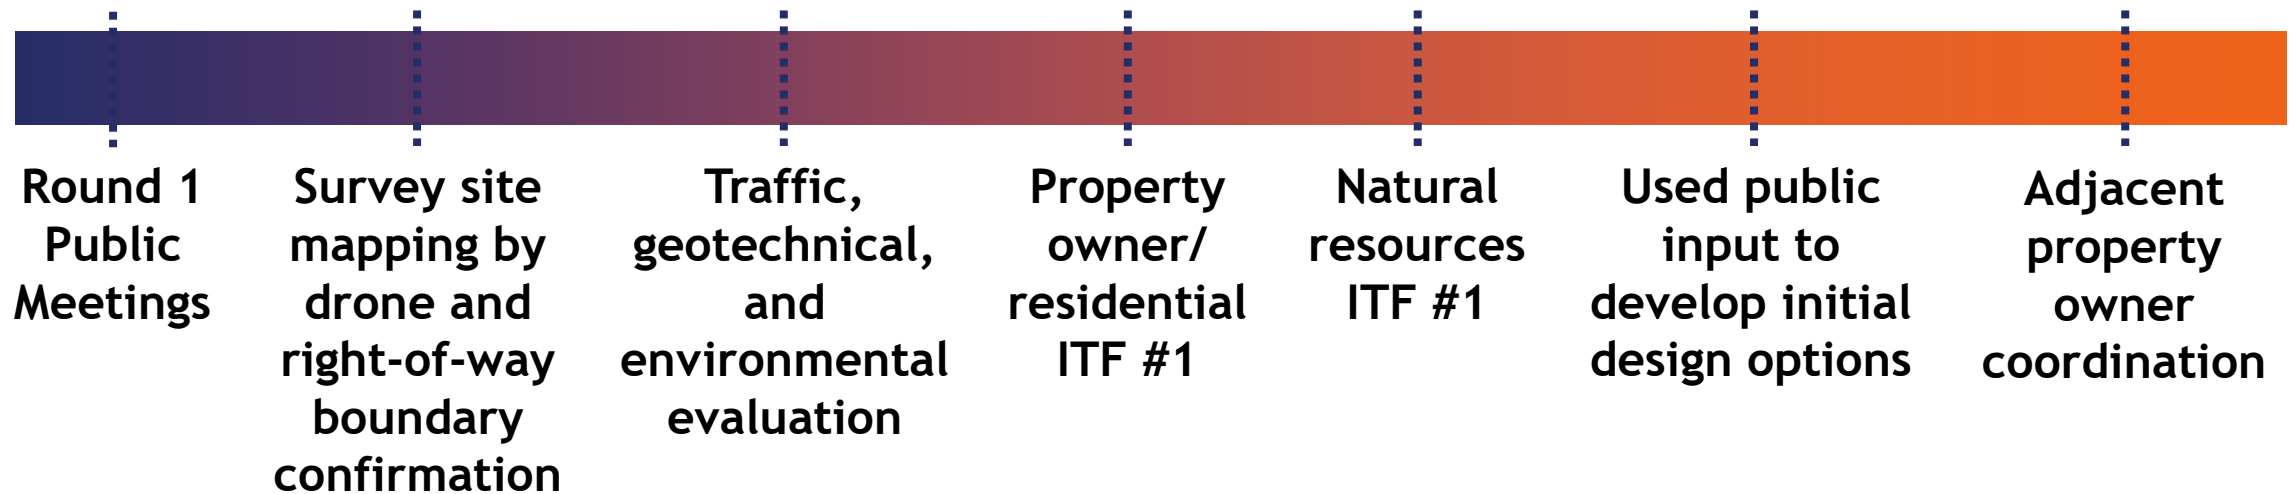 Round 1
Public
Meetings
Survey site
mapping by
drone and
right-of-way
boundary
confirmation
Traffic,
geotechnical,
and
environmental
evaluation
Property
owner/
residential
ITF #1
Natural
resources
ITF #1
Used public
input to
develop initial
design options
Adjacent
property
owner
coordination